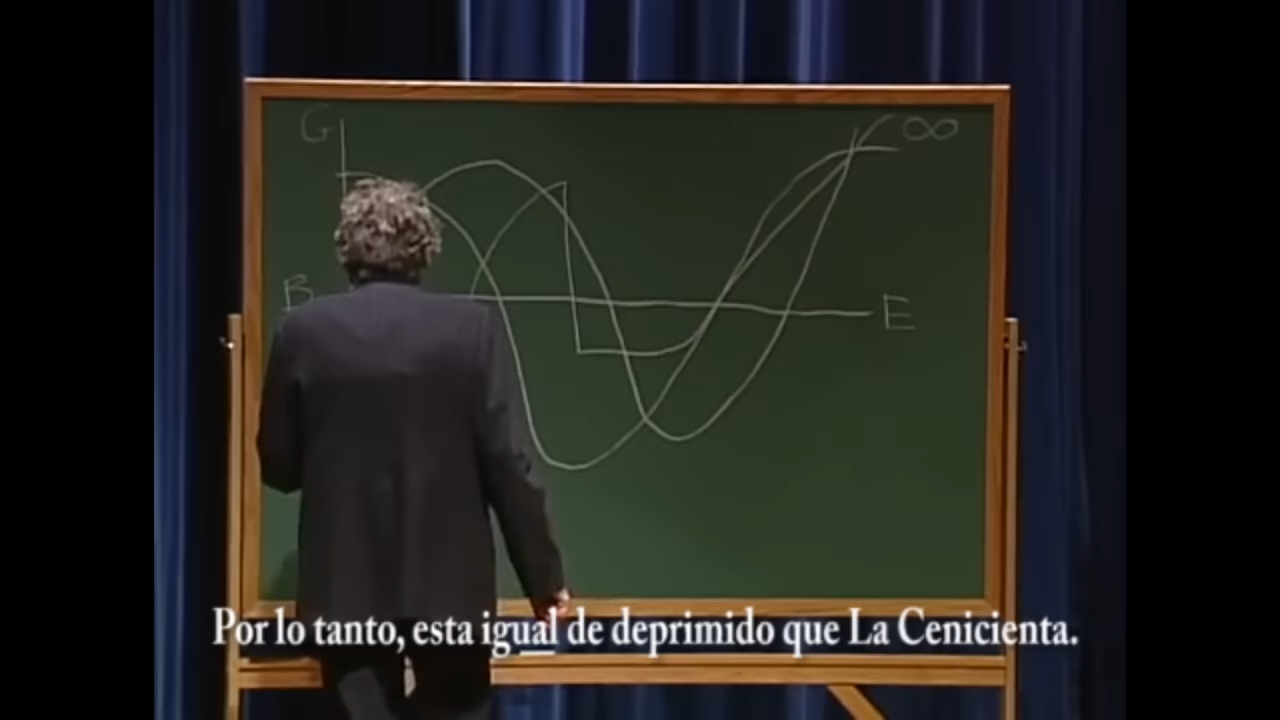 G
∞
B
E
Por lo tanto, esta igual de deprimido que La Cenicienta.